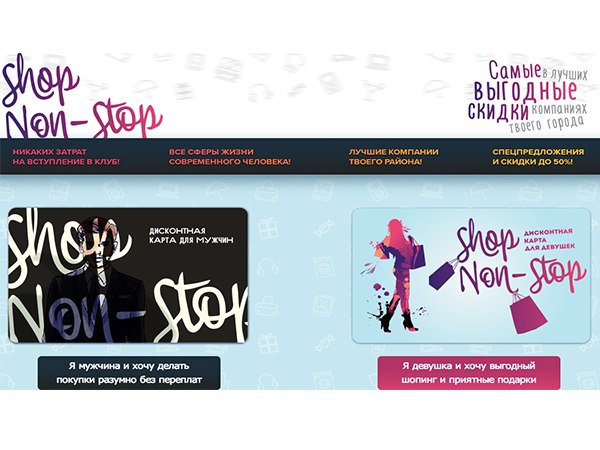 Shop
Non-stop
Самые в лучших
выгодные
скидки компаниях
твоего города
НИКАКИХ ЗАТРАТ
НА ВСТУПЛЕНИЕ В КЛУБ!
ВСЕ СФЕРЫ ЖИЗНИ
СОВРЕМЕННОГО ЧЕЛОВЕКА!
ЛУЧШИЕ КОМПАНИИ
ТВОЕГО РАЙОНА!
СПЕЦПРЕДЛОЖЕНИЯ
И СКИДКИ ДО 50%!
Shop
Non-stop
ДИСКОНТНАЯ
КАРТА ДЛЯ МУЖЧИН
Shop
Non-stop
ДИСКОНТНАЯ
КАРТА
ДЛЯ ДЕВУШЕК
Я мужчина и хочу делать
покупки разумно без переплат
Я девушка и хочу выгодный
шопинг и приятные подарки